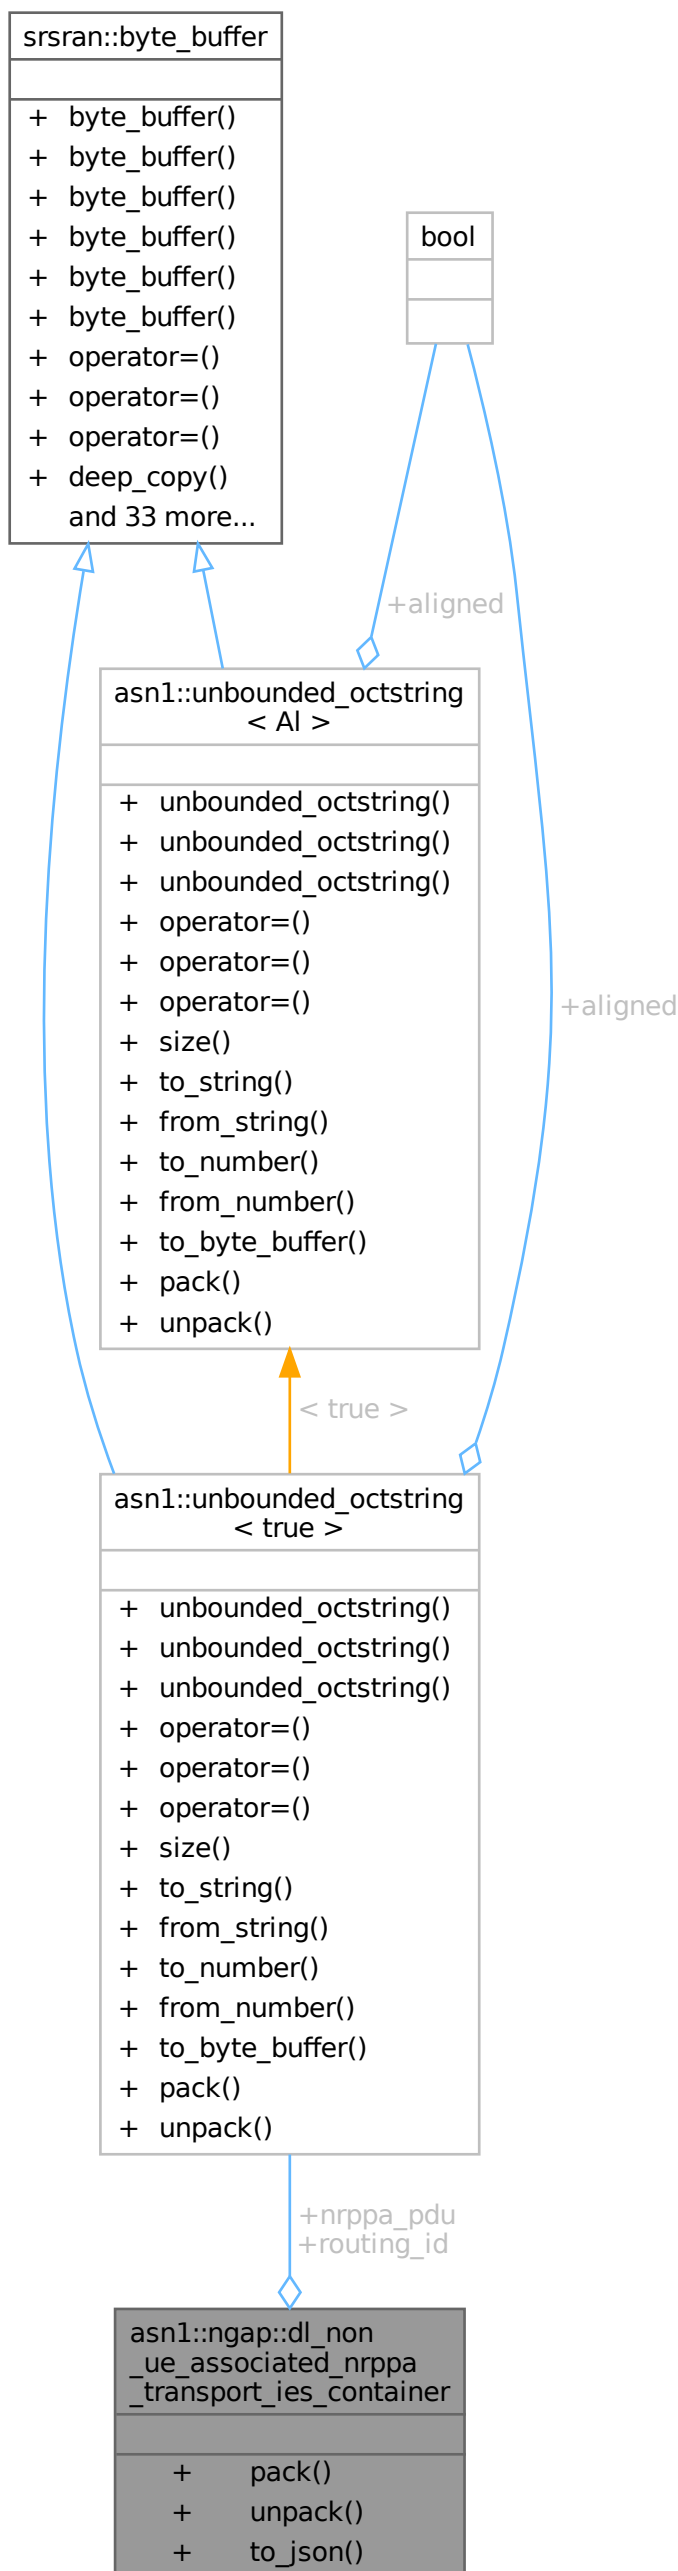 srsran::byte_buffer
+ byte_buffer()
+ byte_buffer()
+ byte_buffer()
+ byte_buffer()
+ byte_buffer()
+ byte_buffer()
+ operator=()
+ operator=()
+ operator=()
+ deep_copy()
and 33 more...
bool
+aligned
asn1::unbounded_octstring
< Al >
+ unbounded_octstring()
+ unbounded_octstring()
+ unbounded_octstring()
+ operator=()
+ operator=()
+ operator=()
+ size()
+ to_string()
+ from_string()
+ to_number()
+ from_number()
+ to_byte_buffer()
+ pack()
+ unpack()
+aligned
< true >
asn1::unbounded_octstring
< true >
+ unbounded_octstring()
+ unbounded_octstring()
+ unbounded_octstring()
+ operator=()
+ operator=()
+ operator=()
+ size()
+ to_string()
+ from_string()
+ to_number()
+ from_number()
+ to_byte_buffer()
+ pack()
+ unpack()
+nrppa_pdu
+routing_id
asn1::ngap::dl_non
_ue_associated_nrppa
_transport_ies_container
+ pack()
+ unpack()
+ to_json()